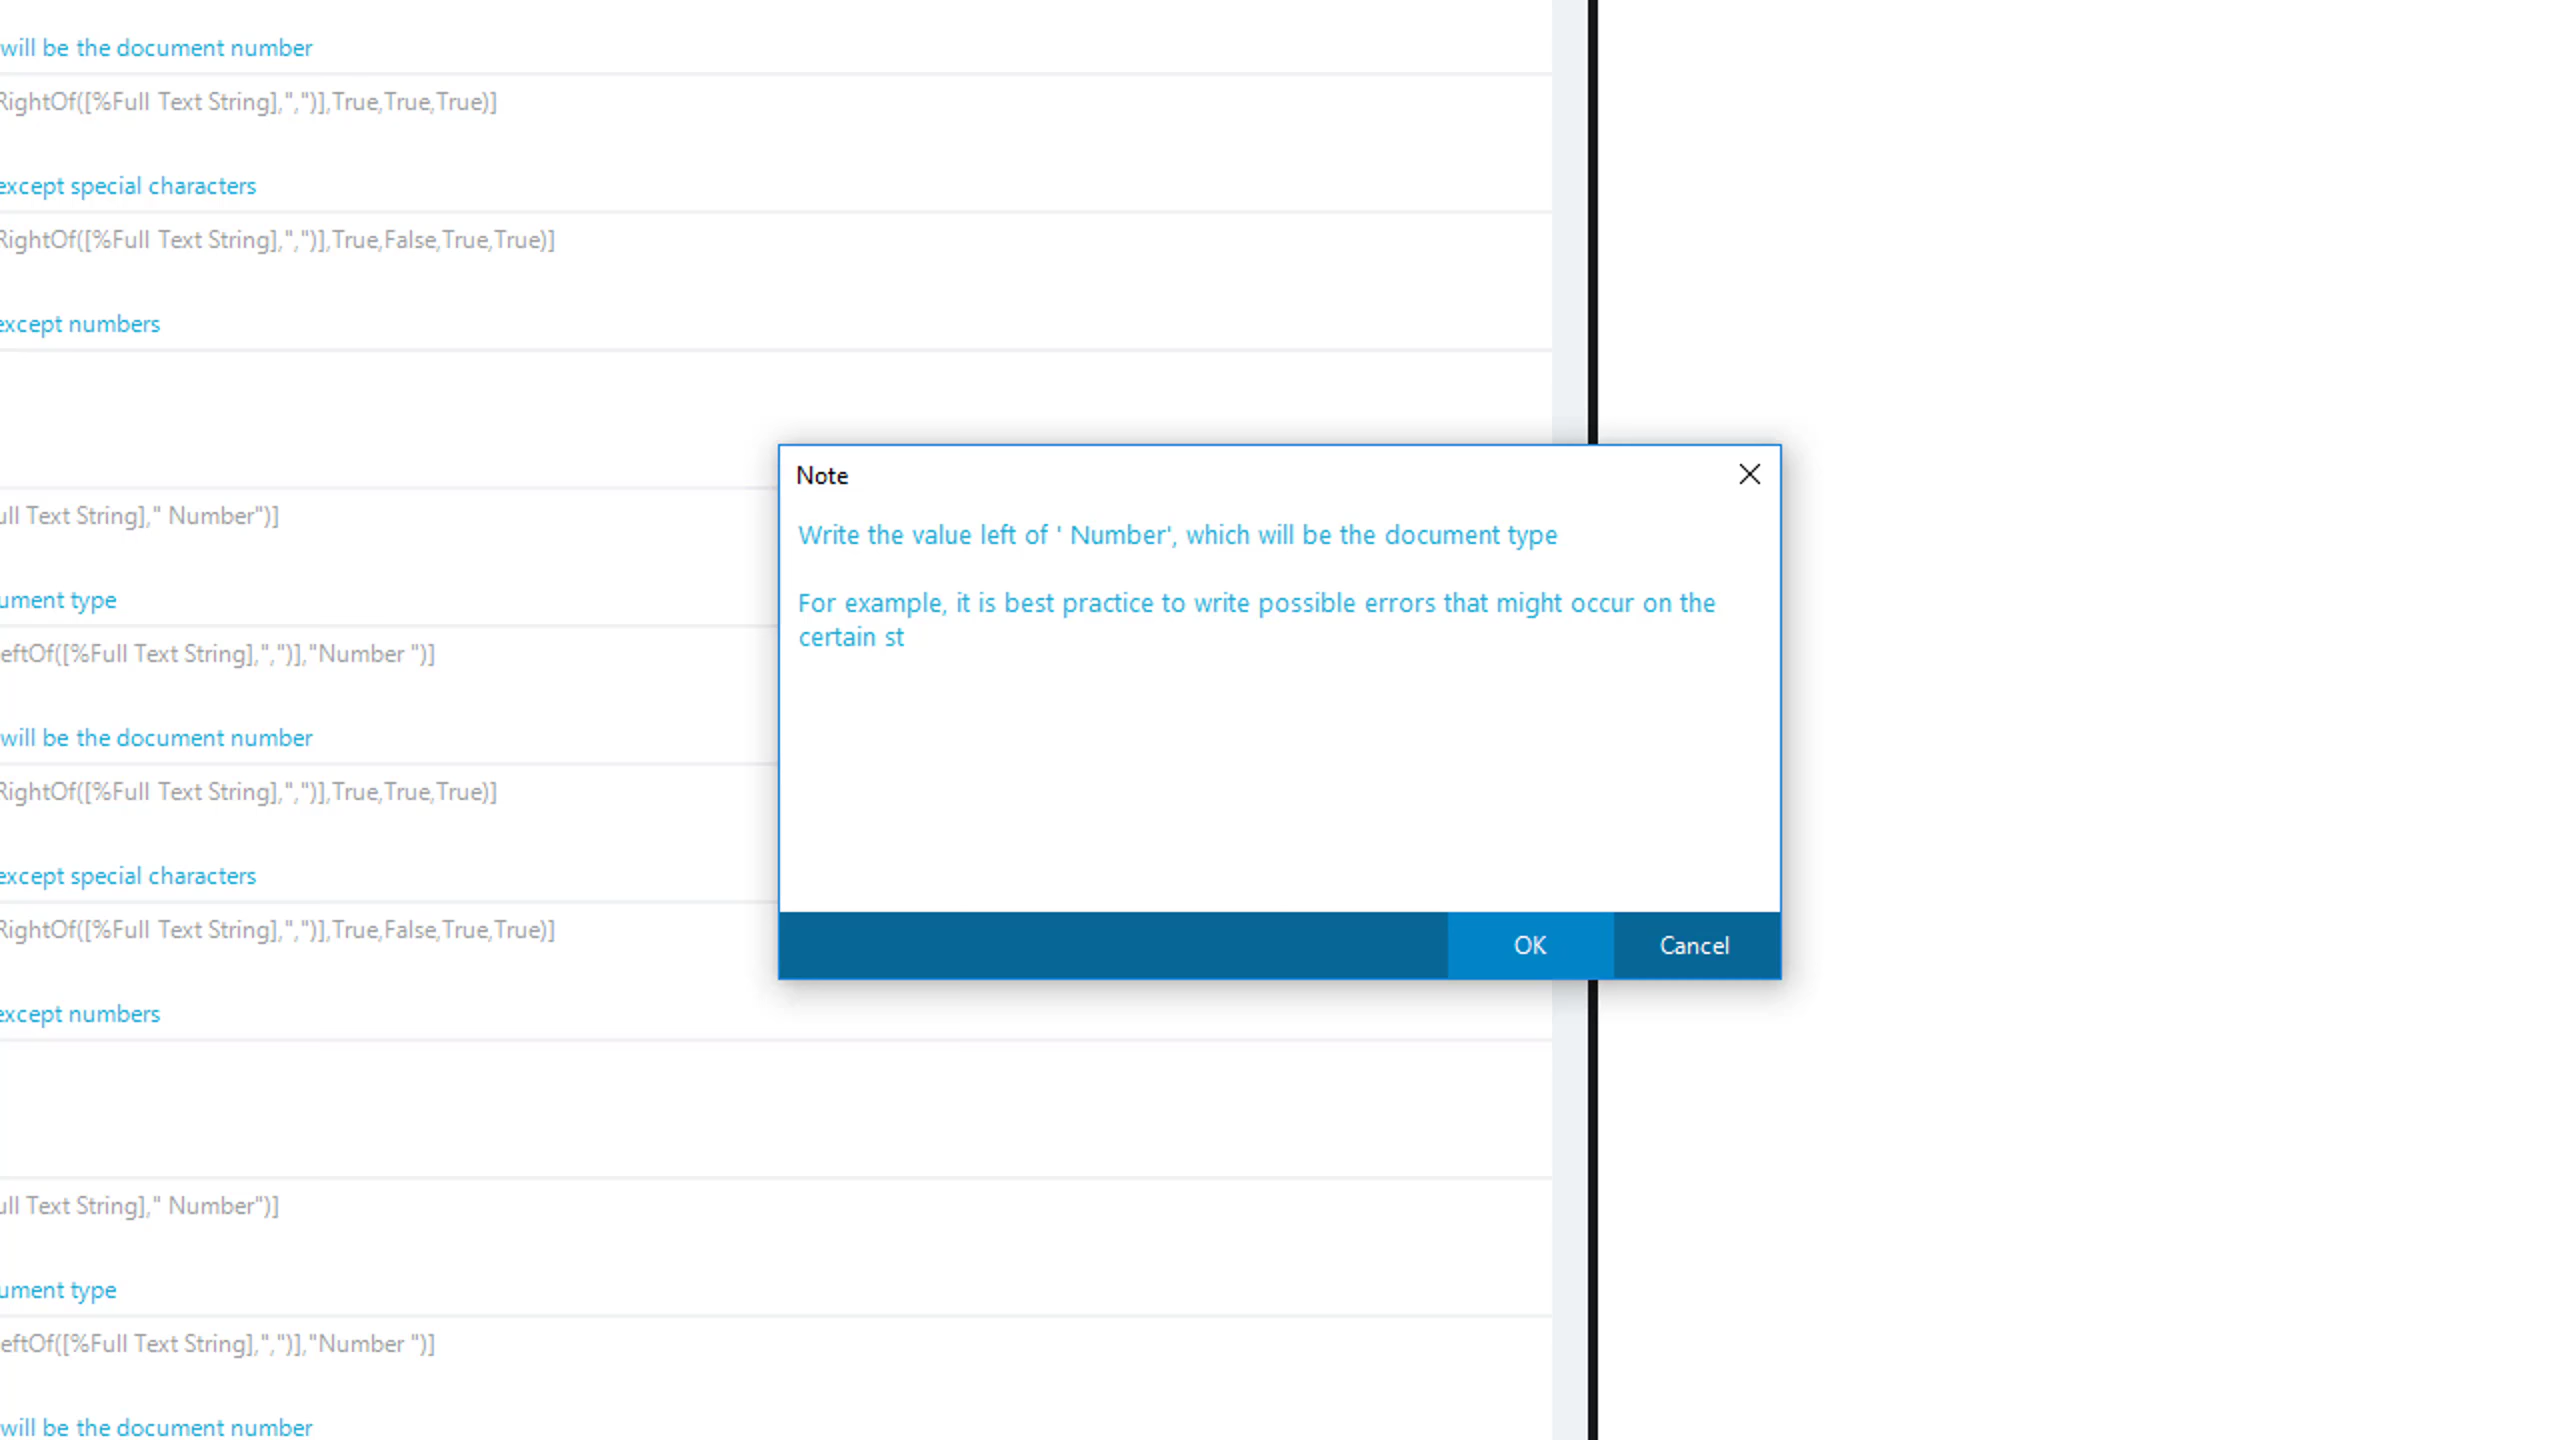 will be the document number
RightOf([%Full Text String],",")],True,True,True)]
except special characters
RightOf([%Full Text String],",")],True,False,True,True)]
except numbers
ull Text String]," Number")]
ument type
eftOf([%Full Text String],",")],"Number ")]
will be the document number
RightOf([%Full Text String],",")],True,True,True)]
except special characters
RightOf([%Full Text String],",")],True,False,True,True)]
except numbers
ull Text String]," Number")]
ument type
eftOf([%Full Text String],",")],"Number ")]
will be the document number
Note
Write the value left of ' Number', which will be the document type
For example, it is best practice to write possible errors that might occur on the
certain st
OK
Cancel